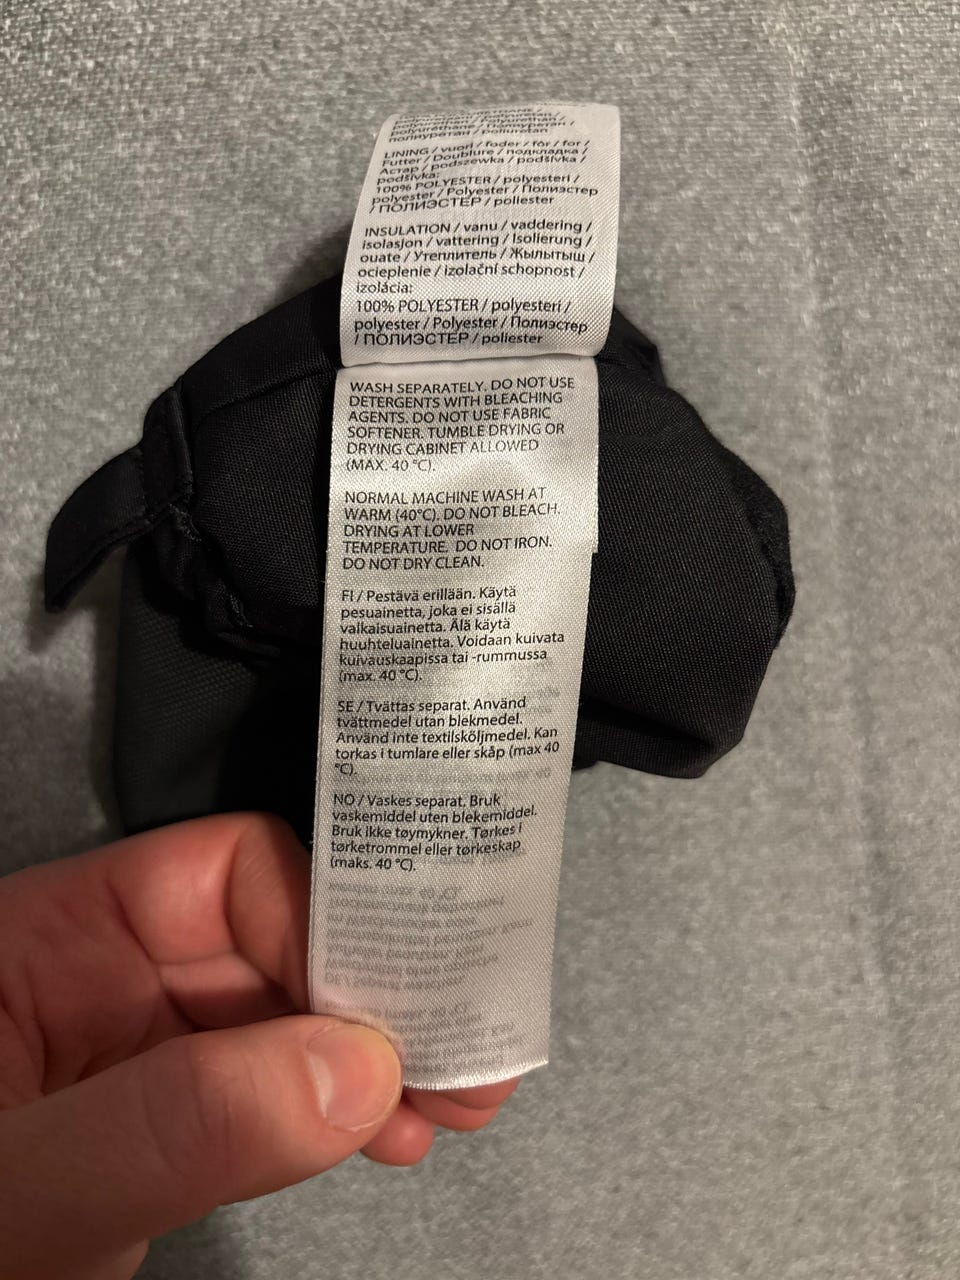 polyuréthane / Полиуретан /
полиуретан / poliuretan
LINING / vuori / foder / fôr / for /
Futter / Doublure / подкладка /
Астар / podszewka / podšívka /
podšívka:
100% POLYESTER / polyesteri /
polyester / Polyester / Полиэстер
/ ПОЛИЭСТЕР / poliester
INSULATION / vanu / vaddering /
isolasjon / vattering / Isolierung /
ouate / Утеплитель / Жылытыш /
ocieplenie / izolační schopnost /
izolácia:
100% POLYESTER / polyesteri /
polyester / Polyester / Полиэстер
/ ПОЛИЭСТЕР / poliester
WASH SEPARATELY. DO NOT USE
DETERGENTS WITH BLEACHING
AGENTS. DO NOT USE FABRIC
SOFTENER. TUMBLE DRYING OR
DRYING CABINET ALLOWED
(MAX. 40 °C).
NORMAL MACHINE WASH AT
WARM (40°C). DO NOT BLEACH.
DRYING AT LOWER
TEMPERATURE. DO NOT IRON.
DO NOT DRY CLEAN.
FI / Pestävä erillään. Käytä
pesuainetta, joka ei sisällä
valkaisuainetta. Älä käytä
huuhteluainetta. Voidaan kuivata
kuivauskaapissa tai -rummussa
(max. 40 °C).
SE / Tvättas separat. Använd
tvättmedel utan blekmedel.
Använd inte textilsköljmedel. Kan
torkas i tumlare eller skåp (max 40
°C).
NO / Vaskes separat. Bruk
vaskemiddel uten blekemiddel.
Bruk ikke tøymykner. Tørkes i
tørketrommel eller tørkeskap
(maks. 40 °C).